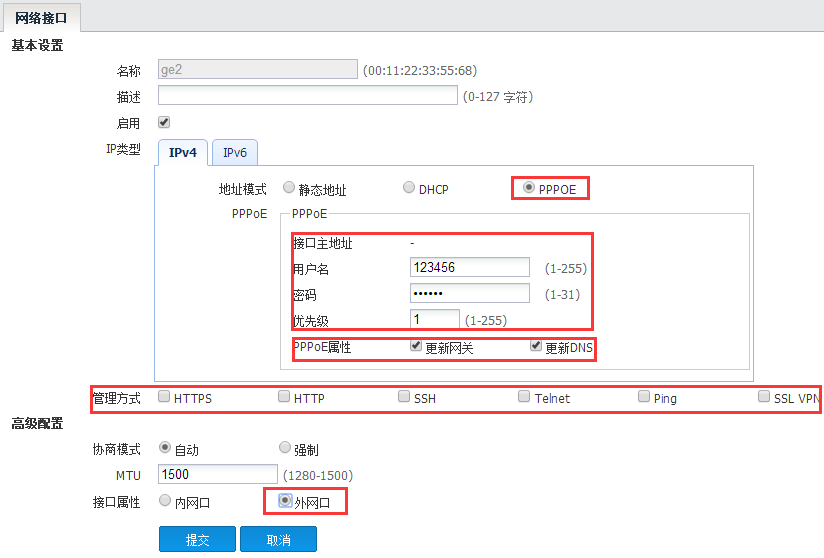 网络接口
基本设置
名称 ge2 (00:11:22:33:55:68)
描述 (0-127 字符)
启用
IP类型 IPv4 IPv6
地址模式 静态地址 DHCP PPPOE
PPPoE PPPoE
接口主地址 -
用户名 123456 (1-255)
密码 •••••• (1-31)
优先级 1 (1-255)
PPPoE属性 更新网关 更新DNS
管理方式 HTTPS HTTP SSH Telnet Ping SSL VPN
高级配置
协商模式 自动 强制
MTU 1500 (1280-1500)
接口属性 内网口 外网口
提交 取消